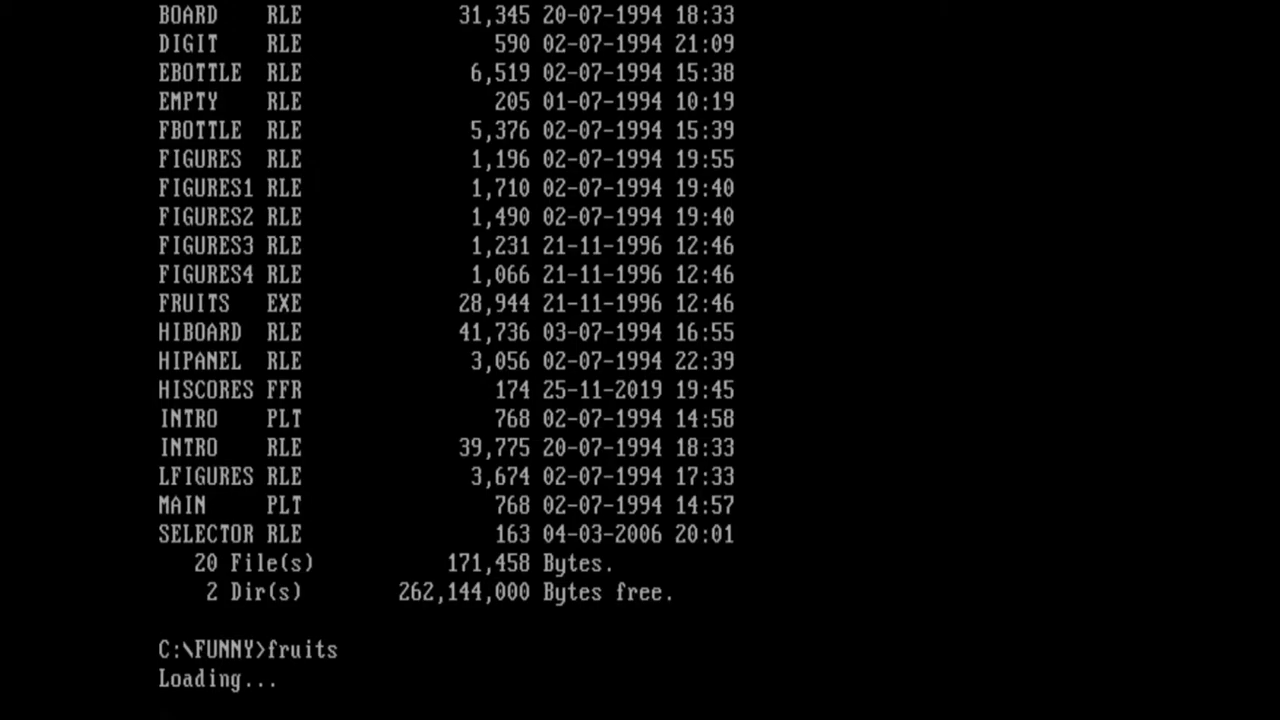 BOARD    RLE             31,345 20-07-1994 18:33
DIGIT    RLE                590 02-07-1994 21:09
EBOTTLE  RLE              6,519 02-07-1994 15:38
EMPTY    RLE                205 01-07-1994 10:19
FBOTTLE  RLE              5,376 02-07-1994 15:39
FIGURES  RLE              1,196 02-07-1994 19:55
FIGURES1 RLE              1,710 02-07-1994 19:40
FIGURES2 RLE              1,490 02-07-1994 19:40
FIGURES3 RLE              1,231 21-11-1996 12:46
FIGURES4 RLE              1,066 21-11-1996 12:46
FRUITS   EXE             28,944 21-11-1996 12:46
HIBOARD  RLE             41,736 03-07-1994 16:55
HIPANEL  RLE              3,056 02-07-1994 22:39
HISCORES FFR                174 25-11-2019 19:45
INTRO    PLT                768 02-07-1994 14:58
INTRO    RLE             39,775 20-07-1994 18:33
LFIGURES RLE              3,674 02-07-1994 17:33
MAIN     PLT                768 02-07-1994 14:57
SELECTOR RLE                163 04-03-2006 20:01
   20 File(s)           171,458 Bytes.
    2 Dir(s)        262,144,000 Bytes free.
C:\FUNNY>fruits
Loading...